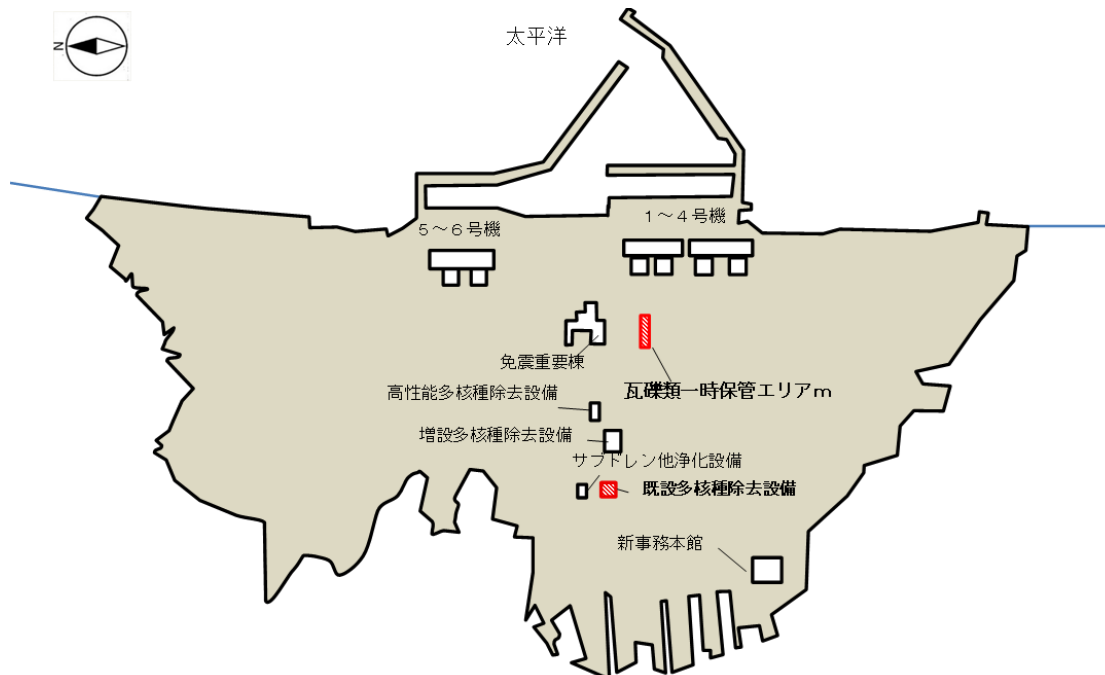 太平洋
N
1～4号機
5～6号機
免震重要棟
高性能多核種除去設備
瓦礫類一時保管エリアm
増設多核種除去設備
サブドレン他浄化設備
既設多核種除去設備
新事務本館